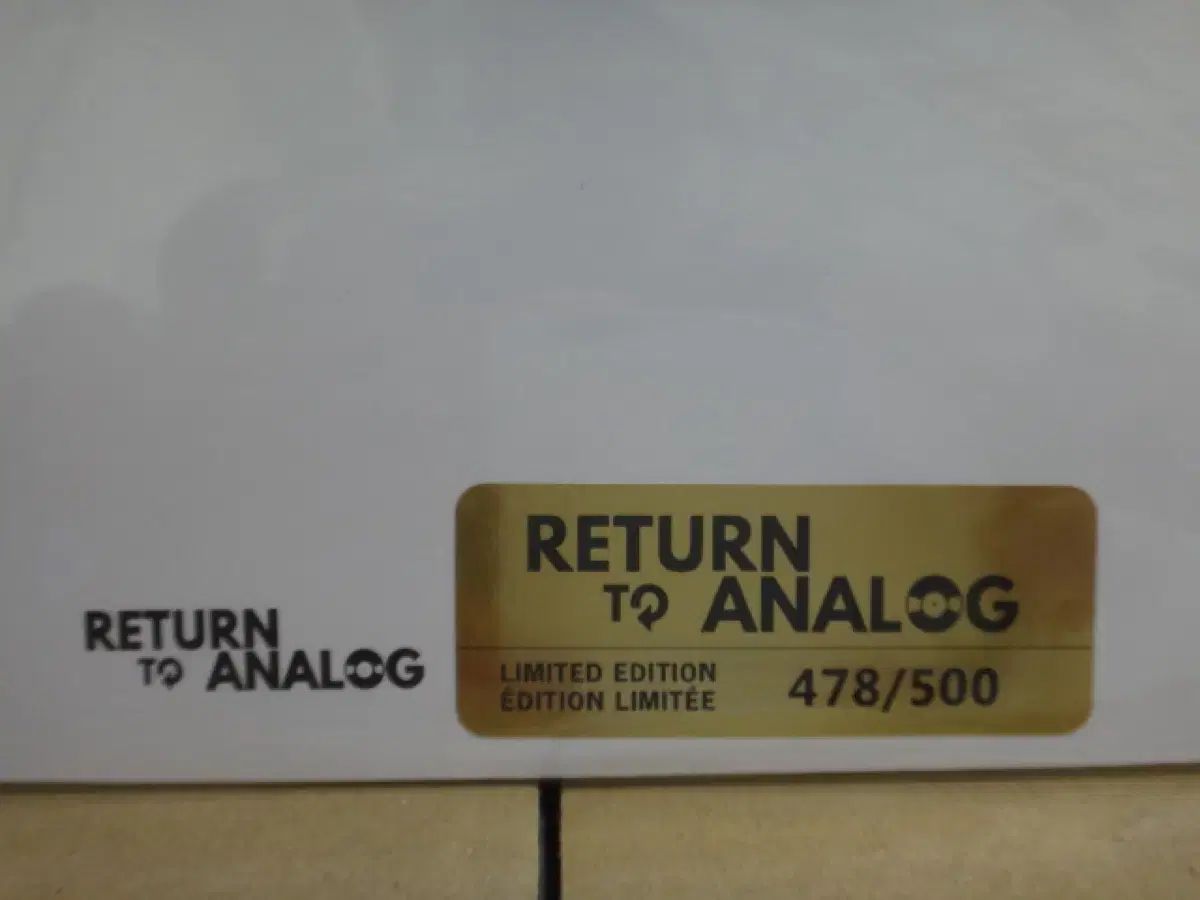 RETURN
TO ANALOG
RETURN
TO ANALOG
LIMITED EDITION
ÉDITION LIMITÉE
478/500